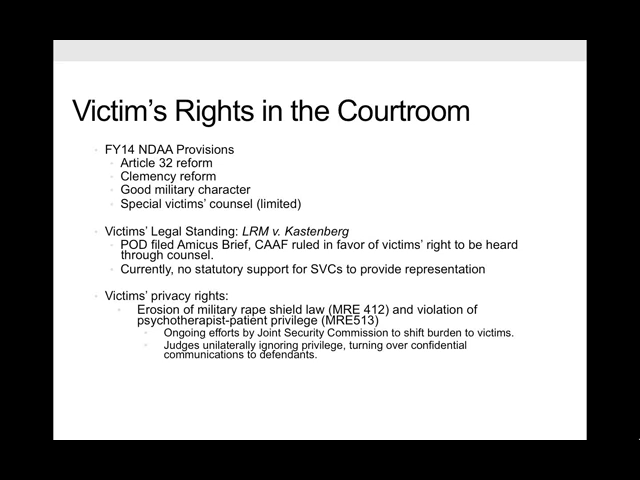 Victim's Rights in the Courtroom
FY14 NDAA Provisions
Article 32 reform
Clemency reform
Good military character
Special victims' counsel (limited)
Victims' Legal Standing: LRM v. Kastenberg
POD filed Amicus Brief, CAAF ruled in favor of victims' right to be heard
through counsel.
Currently, no statutory support for SVCs to provide representation
Victims' privacy rights:
Erosion of military rape shield law (MRE 412) and violation of
psychotherapist-patient privilege (MRE513)
Ongoing efforts by Joint Security Commission to shift burden to victims.
Judges unilaterally ignoring privilege, turning over confidential
communications to defendants.